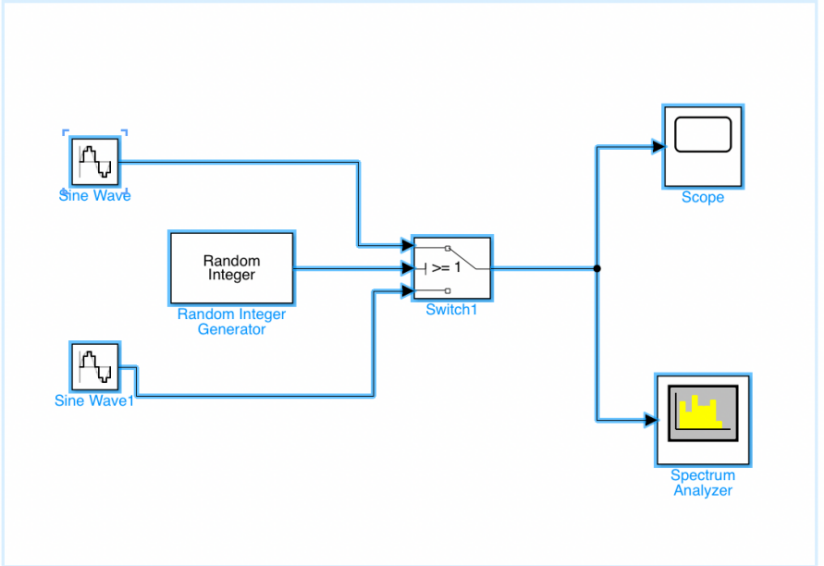 Sine Wave
Random
Integer
Random Integer
Generator
>= 1
Switch1
Sine Wave1
Scope
Spectrum
Analyzer